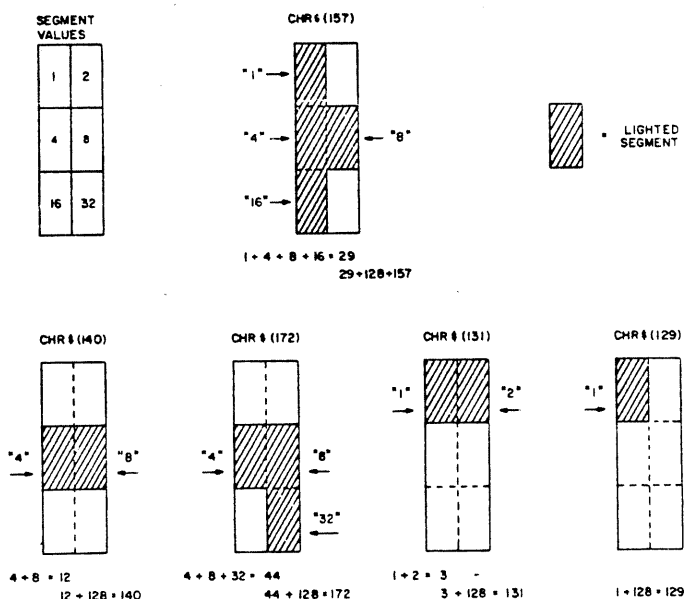 SEGMENT
VALUES
1 2
4 8
16 32
CHR$(157)
"1"
"4" "8"
"16"
1 + 4 + 8 + 16 = 29
29+128=157
= LIGHTED
SEGMENT
CHR$(140)
"4" "8"
4 + 8 = 12
12 + 128 = 140
CHR$(172)
"4" "8"
"32"
4 + 8 + 32 = 44
44 + 128 = 172
CHR$(131)
"1" "2"
1 + 2 = 3
3 + 128 = 131
CHR$(129)
"1"
1 + 128 = 129